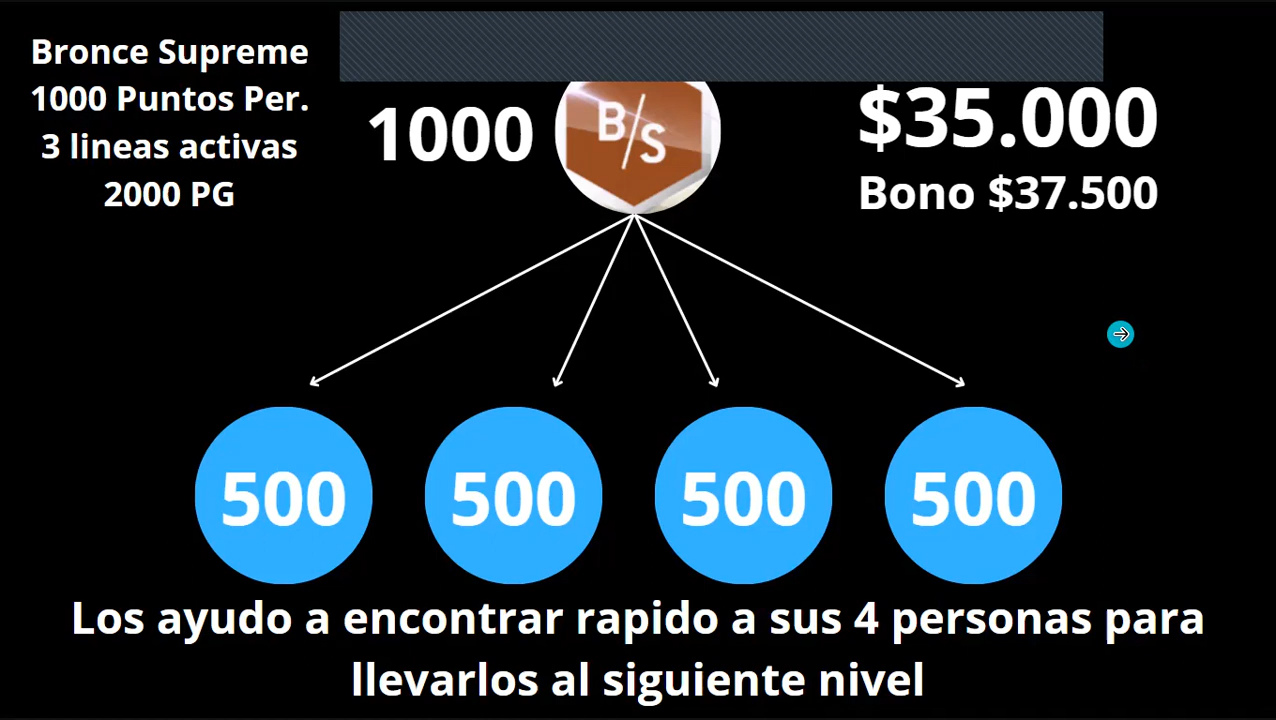 Bronce Supreme
1000 Puntos Per.
3 lineas activas
2000 PG
1000
B/S
$35.000
Bono $37.500
500 500 500 500
Los ayudo a encontrar rapido a sus 4 personas para
llevarlos al siguiente nivel